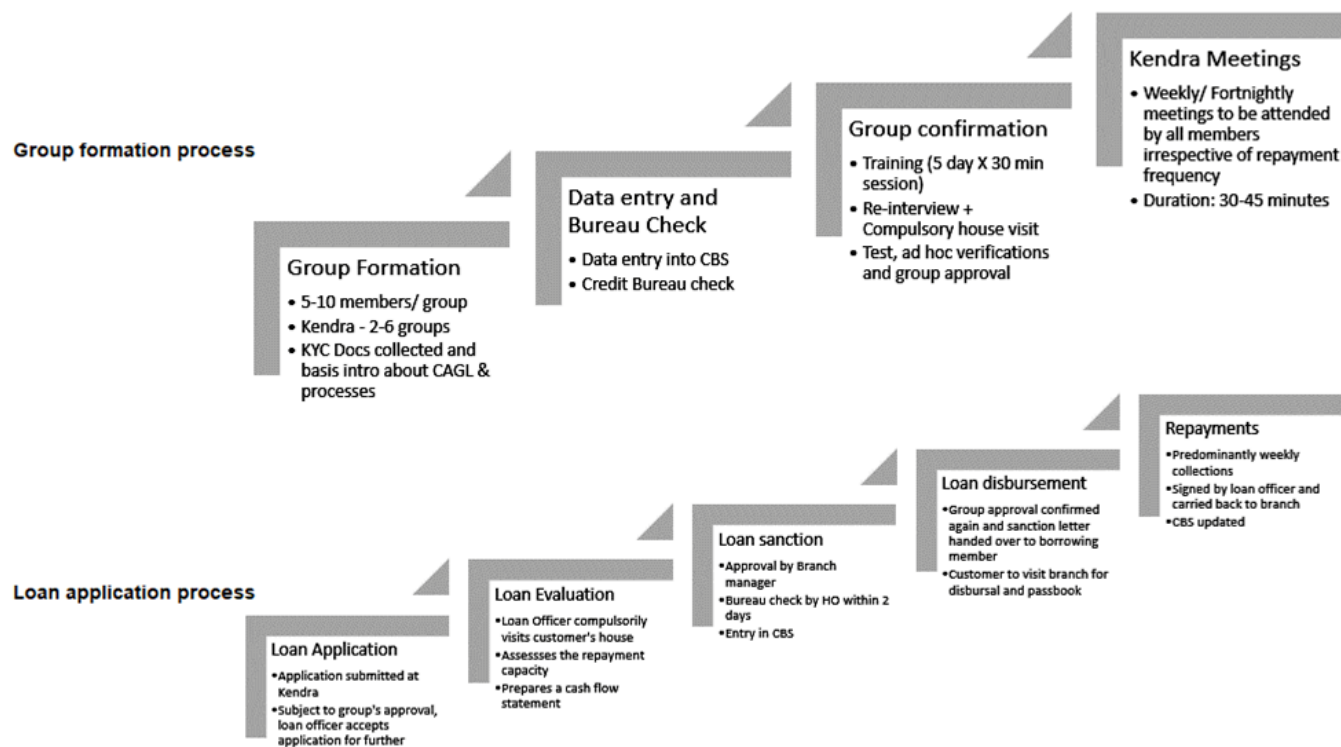 Group formation process
Group Formation
• 5-10 members/ group
• Kendra - 2-6 groups
• KYC Docs collected and
basis intro about CAGL &
processes
Data entry and
Bureau Check
• Data entry into CBS
• Credit Bureau check
Group confirmation
• Training (5 day X 30 min
session)
• Re-interview +
Compulsory house visit
• Test, ad hoc verifications
and group approval
Kendra Meetings
• Weekly/ Fortnightly
meetings to be attended
by all members
irrespective of repayment
frequency
• Duration: 30-45 minutes
Loan application process
Loan Application
•Application submitted at
Kendra
•Subject to group's approval,
loan officer accepts
application for further
Loan Evaluation
•Loan Officer compulsorily
visits customer's house
•Assessses the repayment
capacity
•Prepares a cash flow
statement
Loan sanction
•Approval by Branch
manager
•Bureau check by HO within 2
days
•Entry in CBS
Loan disbursement
•Group approval confirmed
again and sanction letter
handed over to borrowing
member
•Customer to visit branch for
disbursal and passbook
Repayments
•Predominantly weekly
collections
•Signed by loan officer and
carried back to branch
•CBS updated